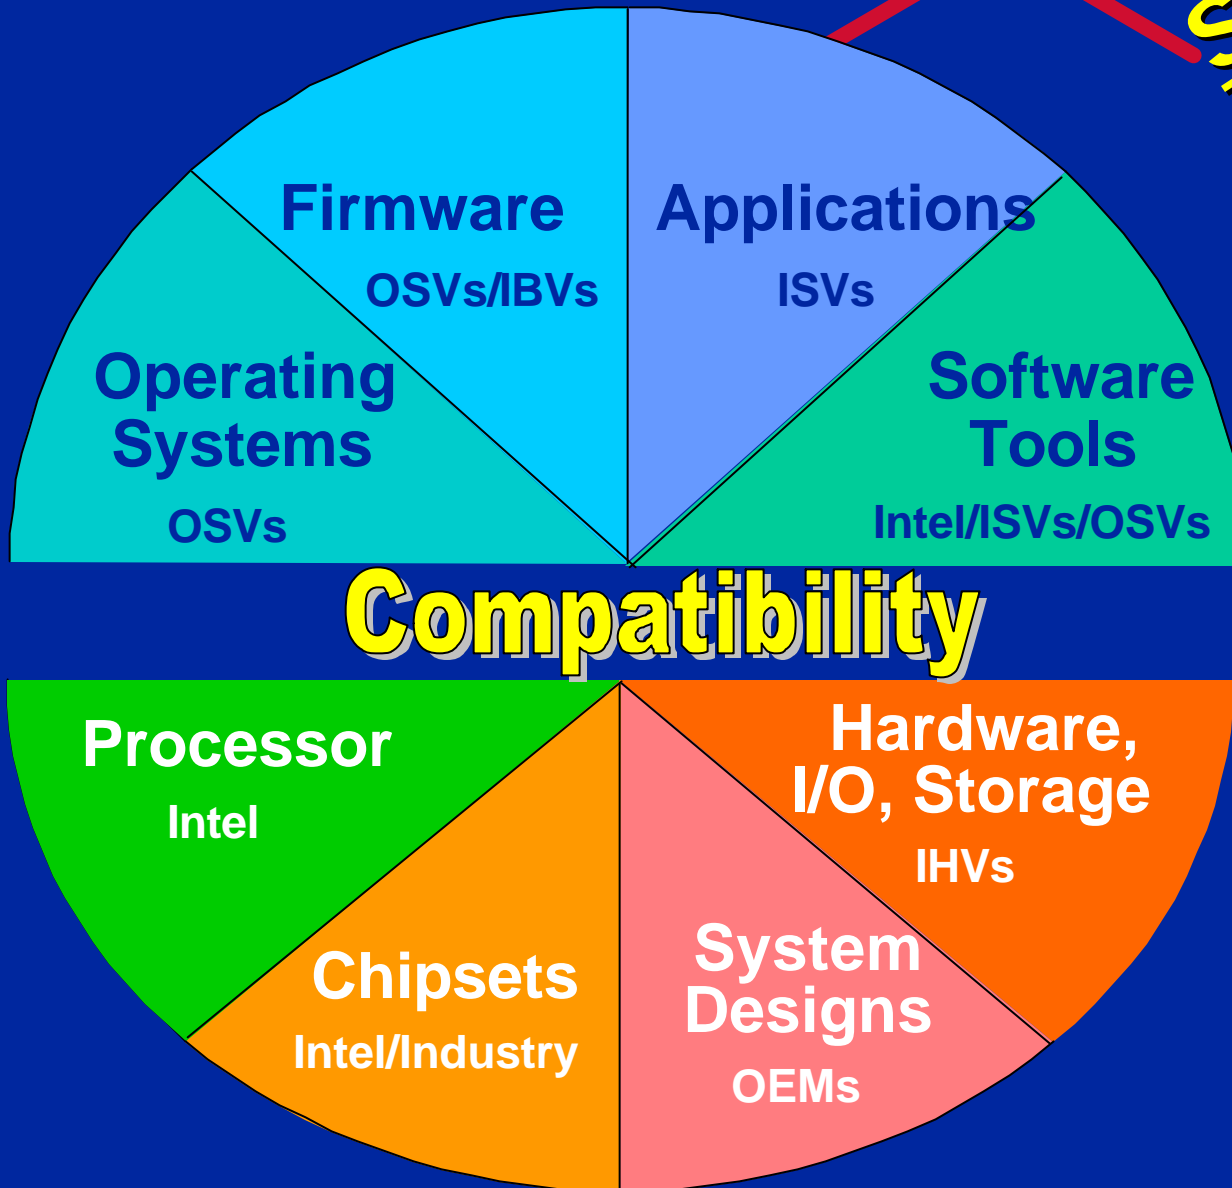 Firmware
OSVs/IBVs
Applications
ISVs
Operating
Systems
OSVs
Software
Tools
Intel/ISVs/OSVs
Compatibility
Processor
Intel
Hardware,
I/O, Storage
IHVs
Chipsets
Intel/Industry
System
Designs
OEMs